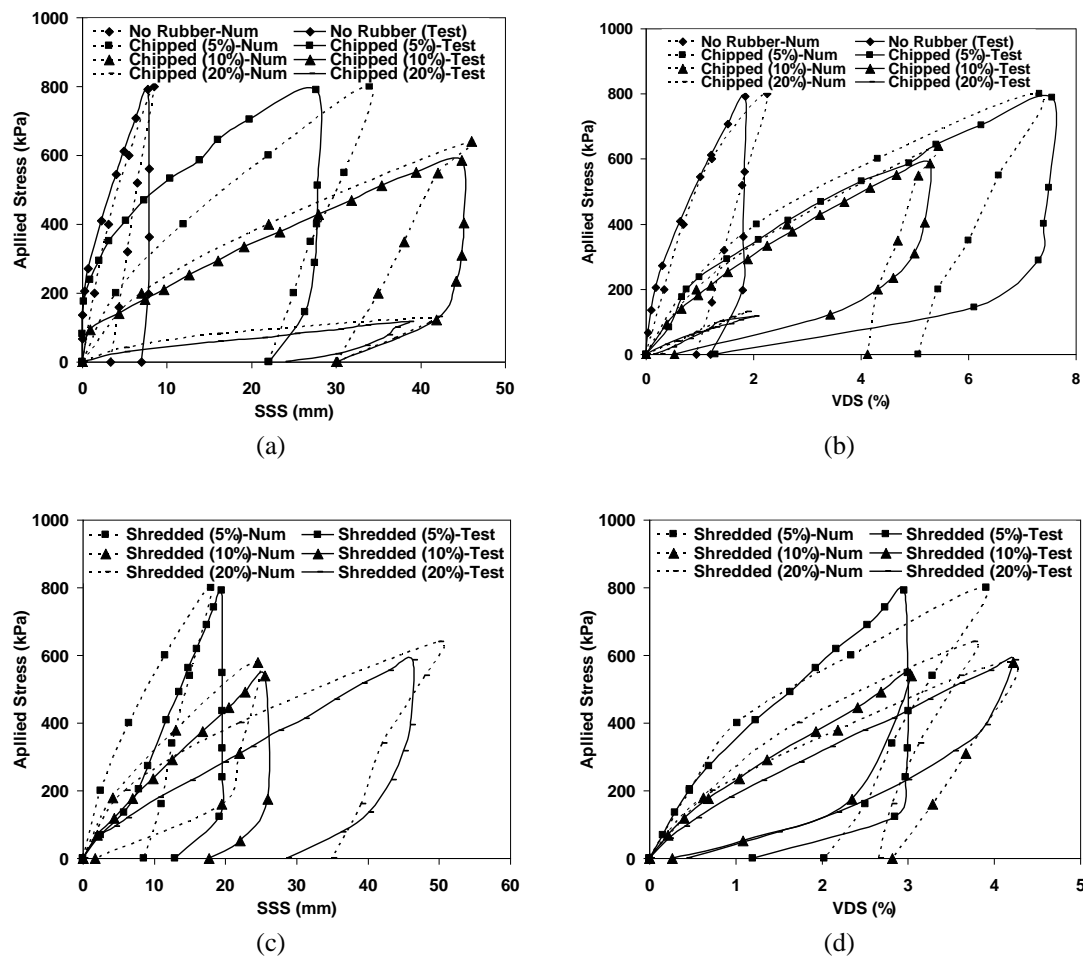 No Rubber-Num No Rubber (Test)
Chipped (5%)-Num Chipped (5%)-Test
Chipped (10%)-Num Chipped (10%)-Test
Chipped (20%)-Num Chipped (20%)-Test
1000
800
600
400
200
0
Apllied Stress (kPa)
0 10 20 30 40 50
SSS (mm)
(a)
No Rubber-Num No Rubber (Test)
Chipped (5%)-Num Chipped (5%)-Test
Chipped (10%)-Num Chipped (10%)-Test
Chipped (20%)-Num Chipped (20%)-Test
1000
800
600
400
200
0
Apllied Stress (kPa)
0 2 4 6 8
VDS (%)
(b)
Shredded (5%)-Num Shredded (5%)-Test
Shredded (10%)-Num Shredded (10%)-Test
Shredded (20%)-Num Shredded (20%)-Test
1000
800
600
400
200
0
Apllied Stress (kPa)
0 10 20 30 40 50 60
SSS (mm)
(c)
Shredded (5%)-Num Shredded (5%)-Test
Shredded (10%)-Num Shredded (10%)-Test
Shredded (20%)-Num Shredded (20%)-Test
1000
800
600
400
200
0
Apllied Stress (kPa)
0 1 2 3 4 5
VDS (%)
(d)